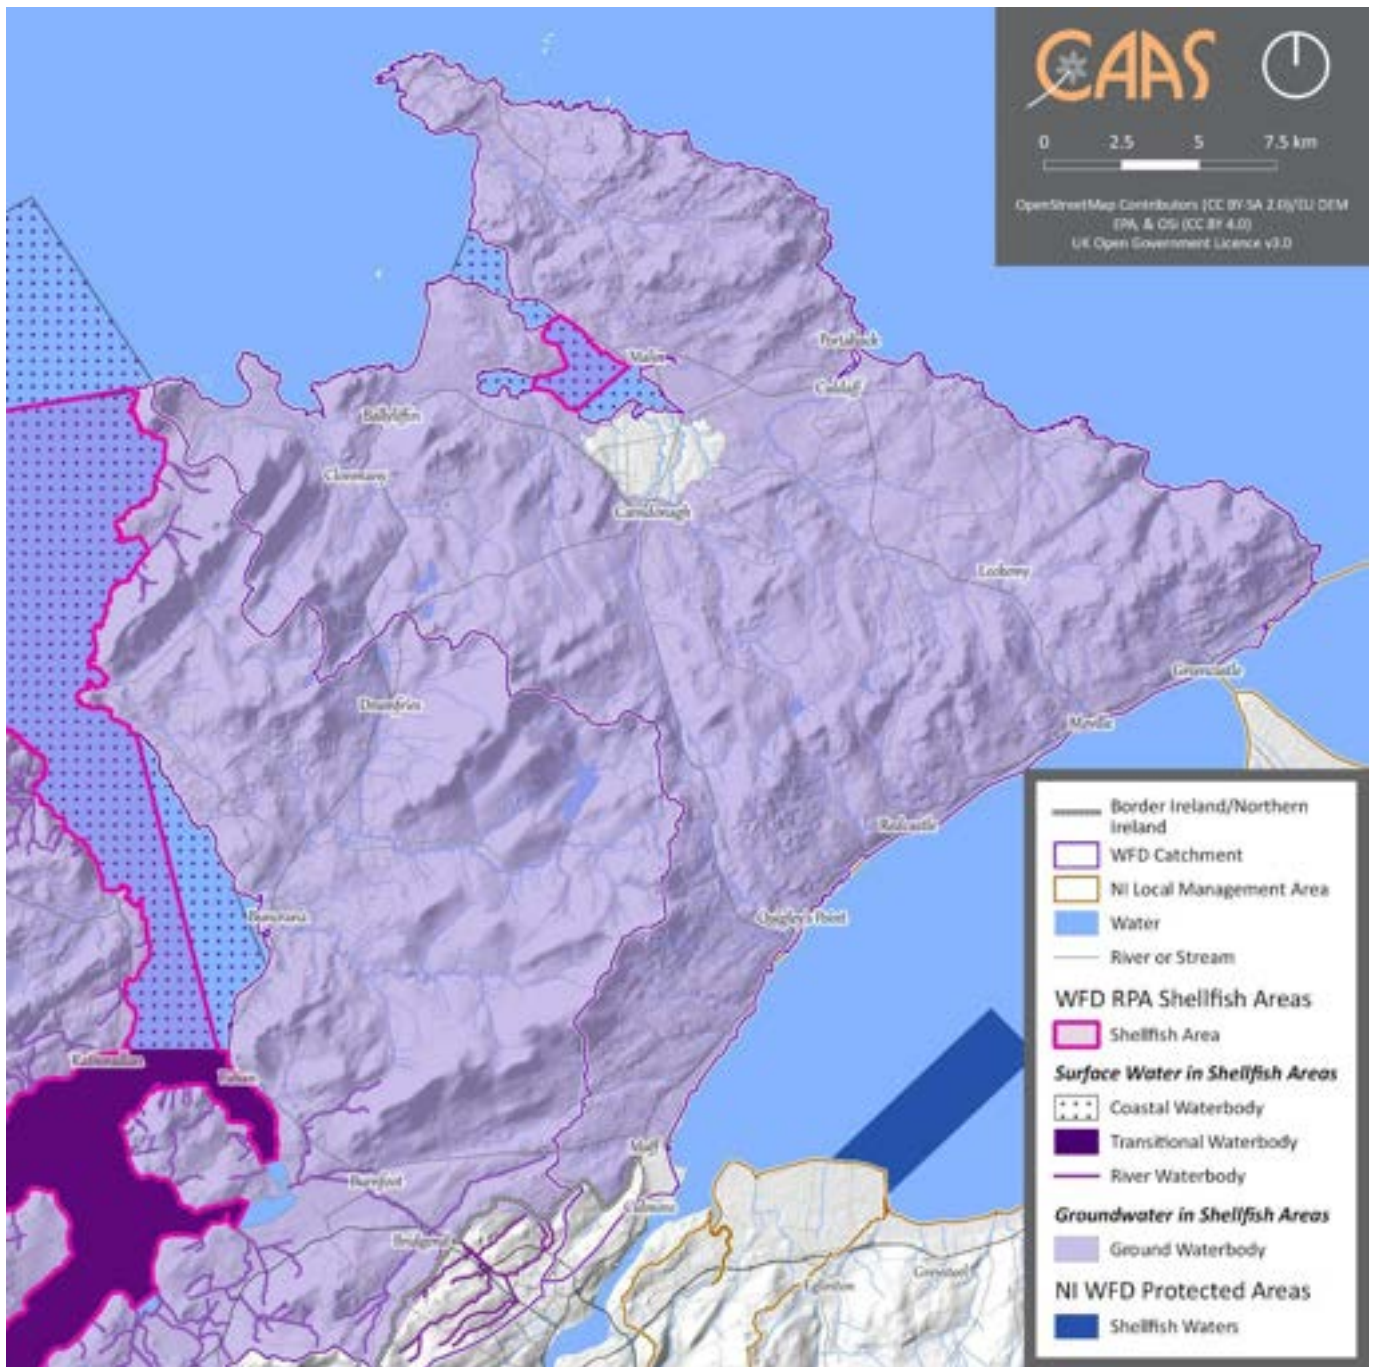 CAAS
0 2.5 5 7.5 km
OpenStreetMap Contributors (CC BY-SA 2.0)/EU DEM
EPA, & OSi (CC BY 4.0)
UK Open Government Licence v3.0
Malin
Portaleck
Culdaff
Ballyliffin
Clonmany
Carndonagh
Leckemy
Greencastle
Drumfries
Moville
Redcastle
Buncrana
Quigley's Point
Rathmullan
Fahan
Muff
Burnfoot
Culmore
Bridgend
Eglinton
Greysteel
Border Ireland/Northern
Ireland
WFD Catchment
NI Local Management Area
Water
River or Stream
WFD RPA Shellfish Areas
Shellfish Area
Surface Water in Shellfish Areas
Coastal Waterbody
Transitional Waterbody
River Waterbody
Groundwater in Shellfish Areas
Ground Waterbody
NI WFD Protected Areas
Shellfish Waters